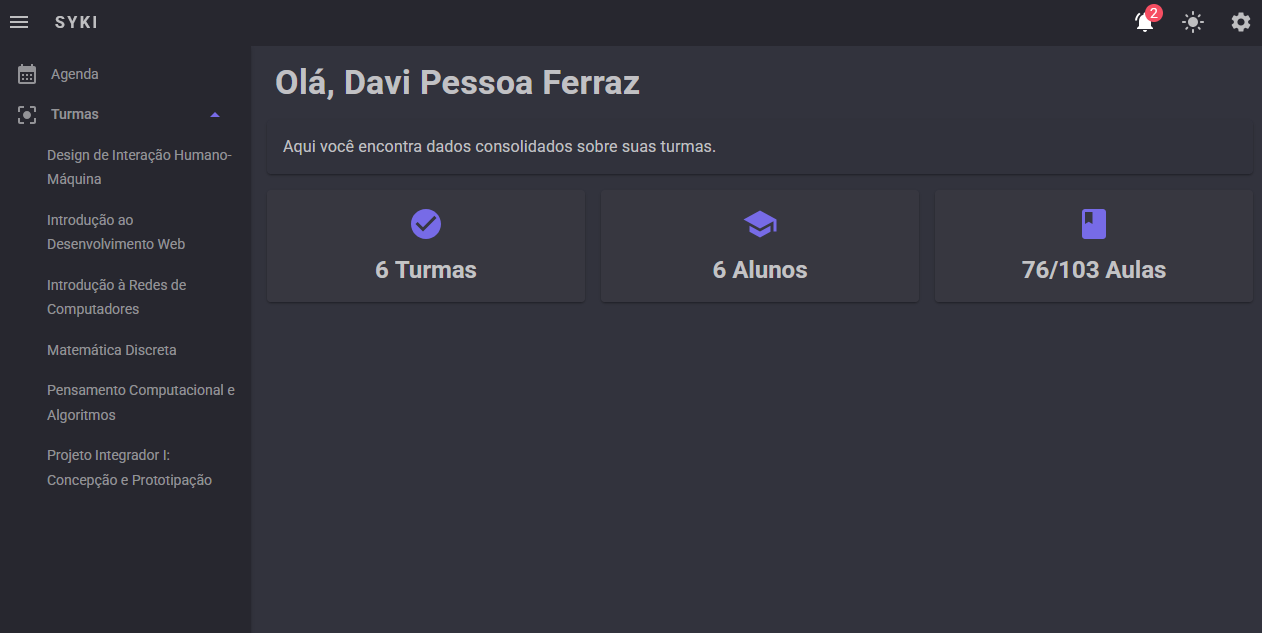 SYKI
2
Agenda
Turmas
Design de Interação Humano-
Máquina
Introdução ao
Desenvolvimento Web
Introdução à Redes de
Computadores
Matemática Discreta
Pensamento Computacional e
Algoritmos
Projeto Integrador I:
Concepção e Prototipação
Olá, Davi Pessoa Ferraz
Aqui você encontra dados consolidados sobre suas turmas.
6 Turmas
6 Alunos
76/103 Aulas